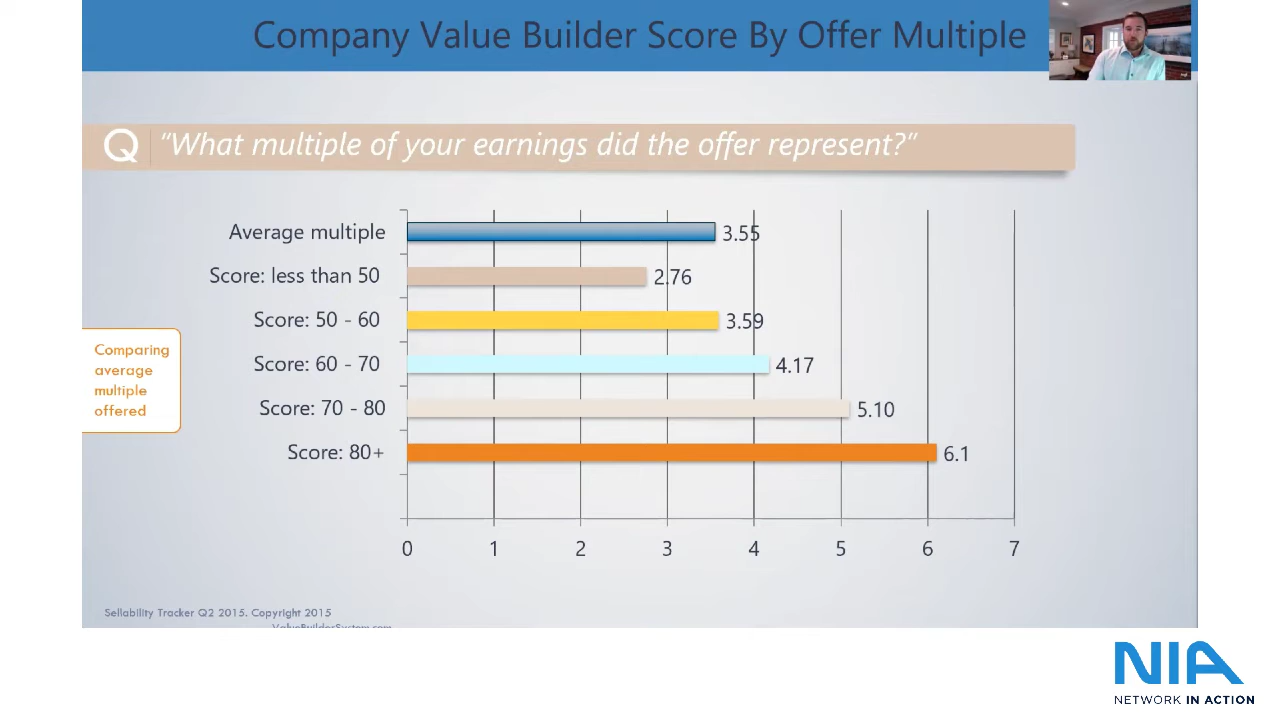 Company Value Builder Score By Offer Multiple
Q "What multiple of your earnings did the offer represent?"
Average multiple 3.55
Score: less than 50 2.76
Score: 50 - 60 3.59
Score: 60 - 70 4.17
Score: 70 - 80 5.10
Score: 80+ 6.1
0 1 2 3 4 5 6 7
Comparing
average
multiple
offered
Sellability Tracker Q2 2015. Copyright 2015
ValueBuilderSystem.com
NIA
NETWORK IN ACTION